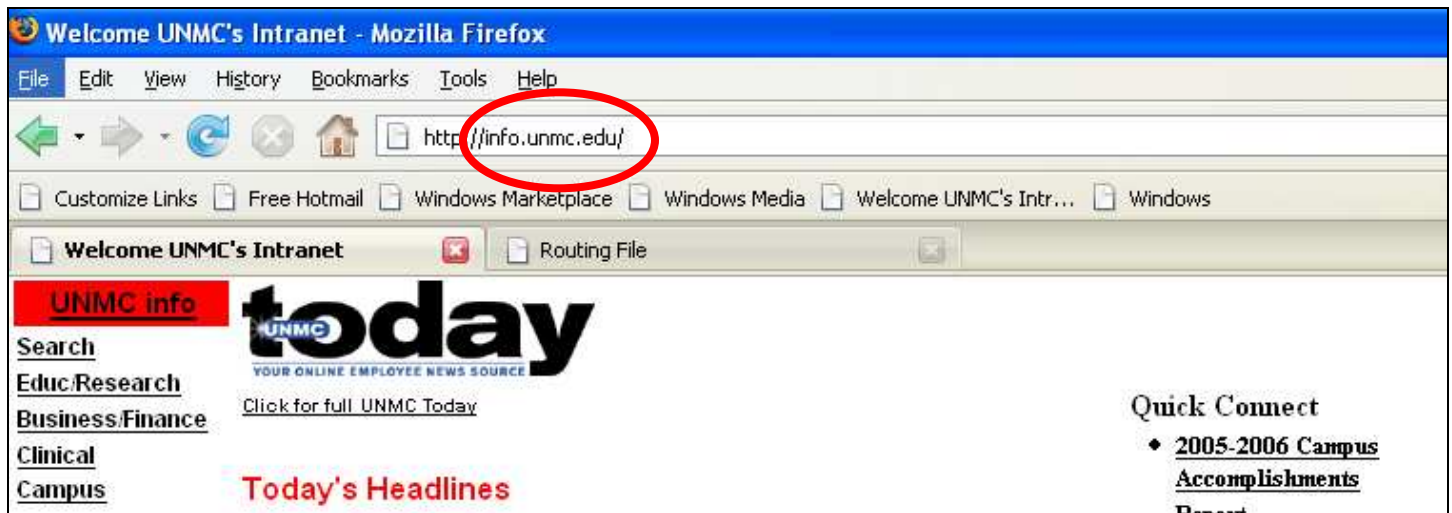 Welcome UNMC's Intranet - Mozilla Firefox
File Edit View History Bookmarks Tools Help
http://info.unmc.edu/
Customize Links Free Hotmail Windows Marketplace Windows Media Welcome UNMC's Intr... Windows
Welcome UNMC's Intranet Routing File
UNMC info
today
UNMC
YOUR ONLINE EMPLOYEE NEWS SOURCE
Search
Educ/Research
Business/Finance
Clinical
Campus
Click for full UNMC Today
Today's Headlines
Quick Connect
2005-2006 Campus
Accomplishments
Report